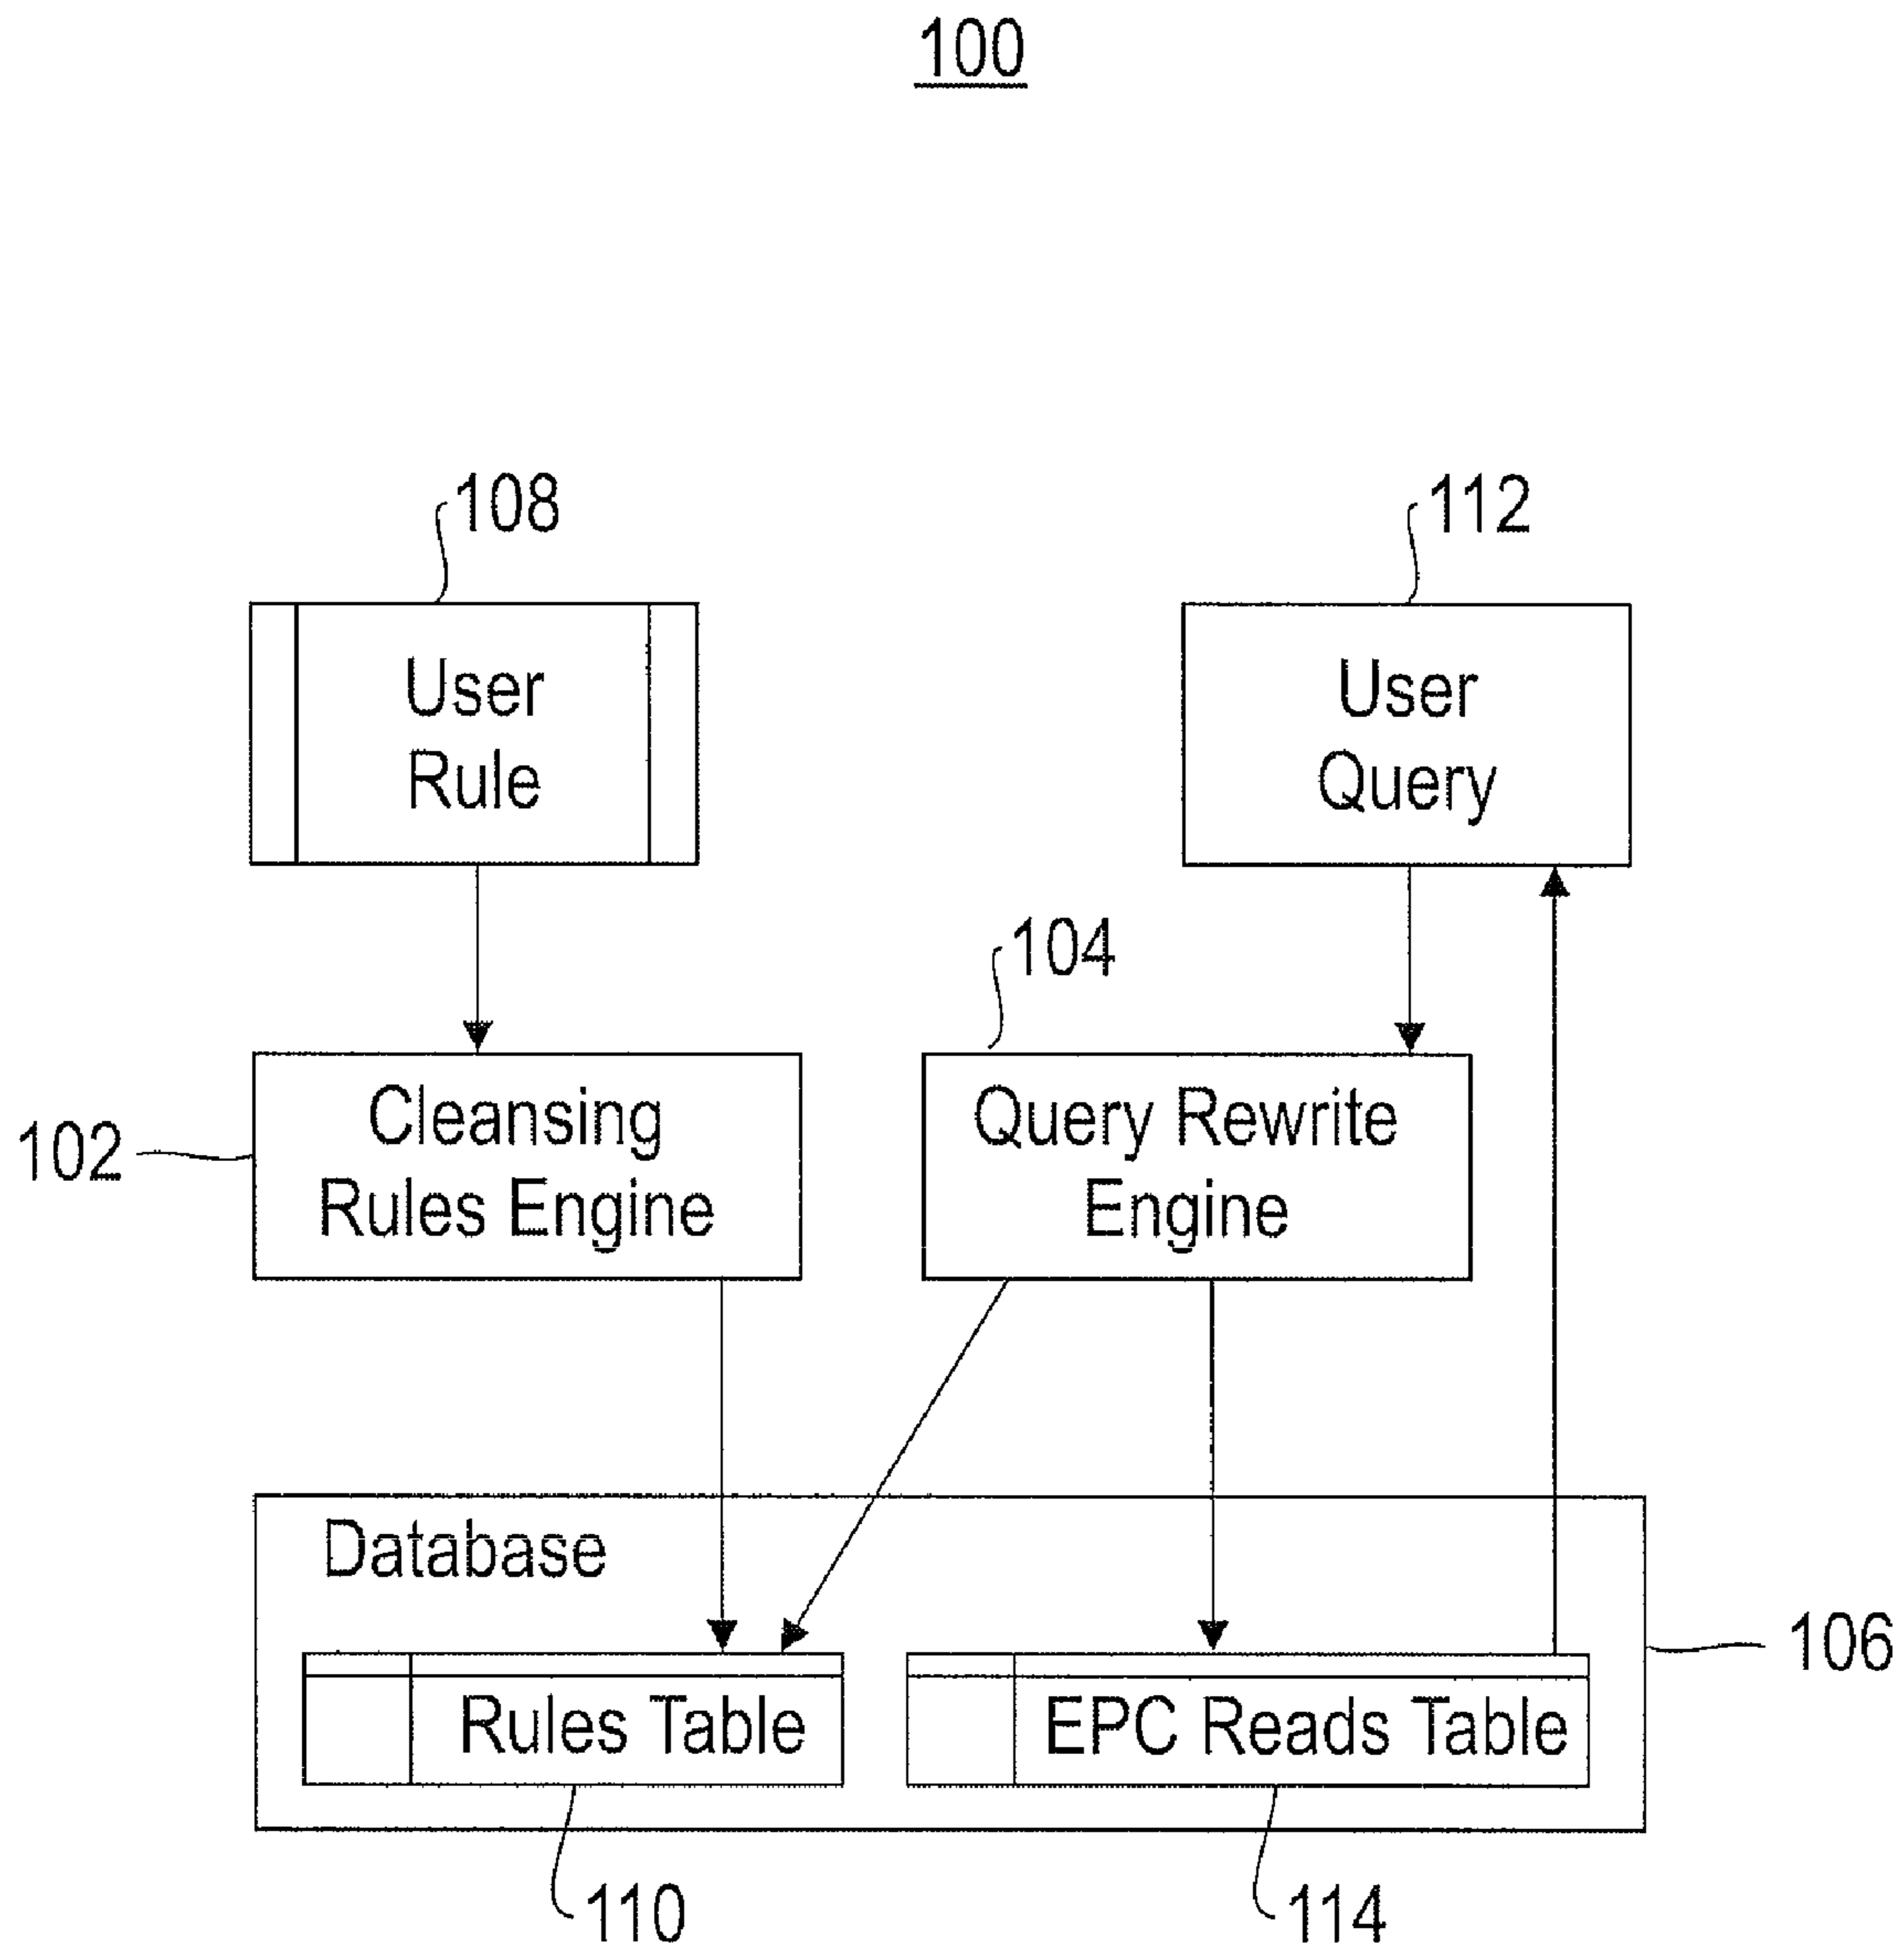 100
108
112
User
Rule
User
Query
104
102
Cleansing
Rules Engine
Query Rewrite
Engine
Database
106
Rules Table
EPC Reads Table
110
114